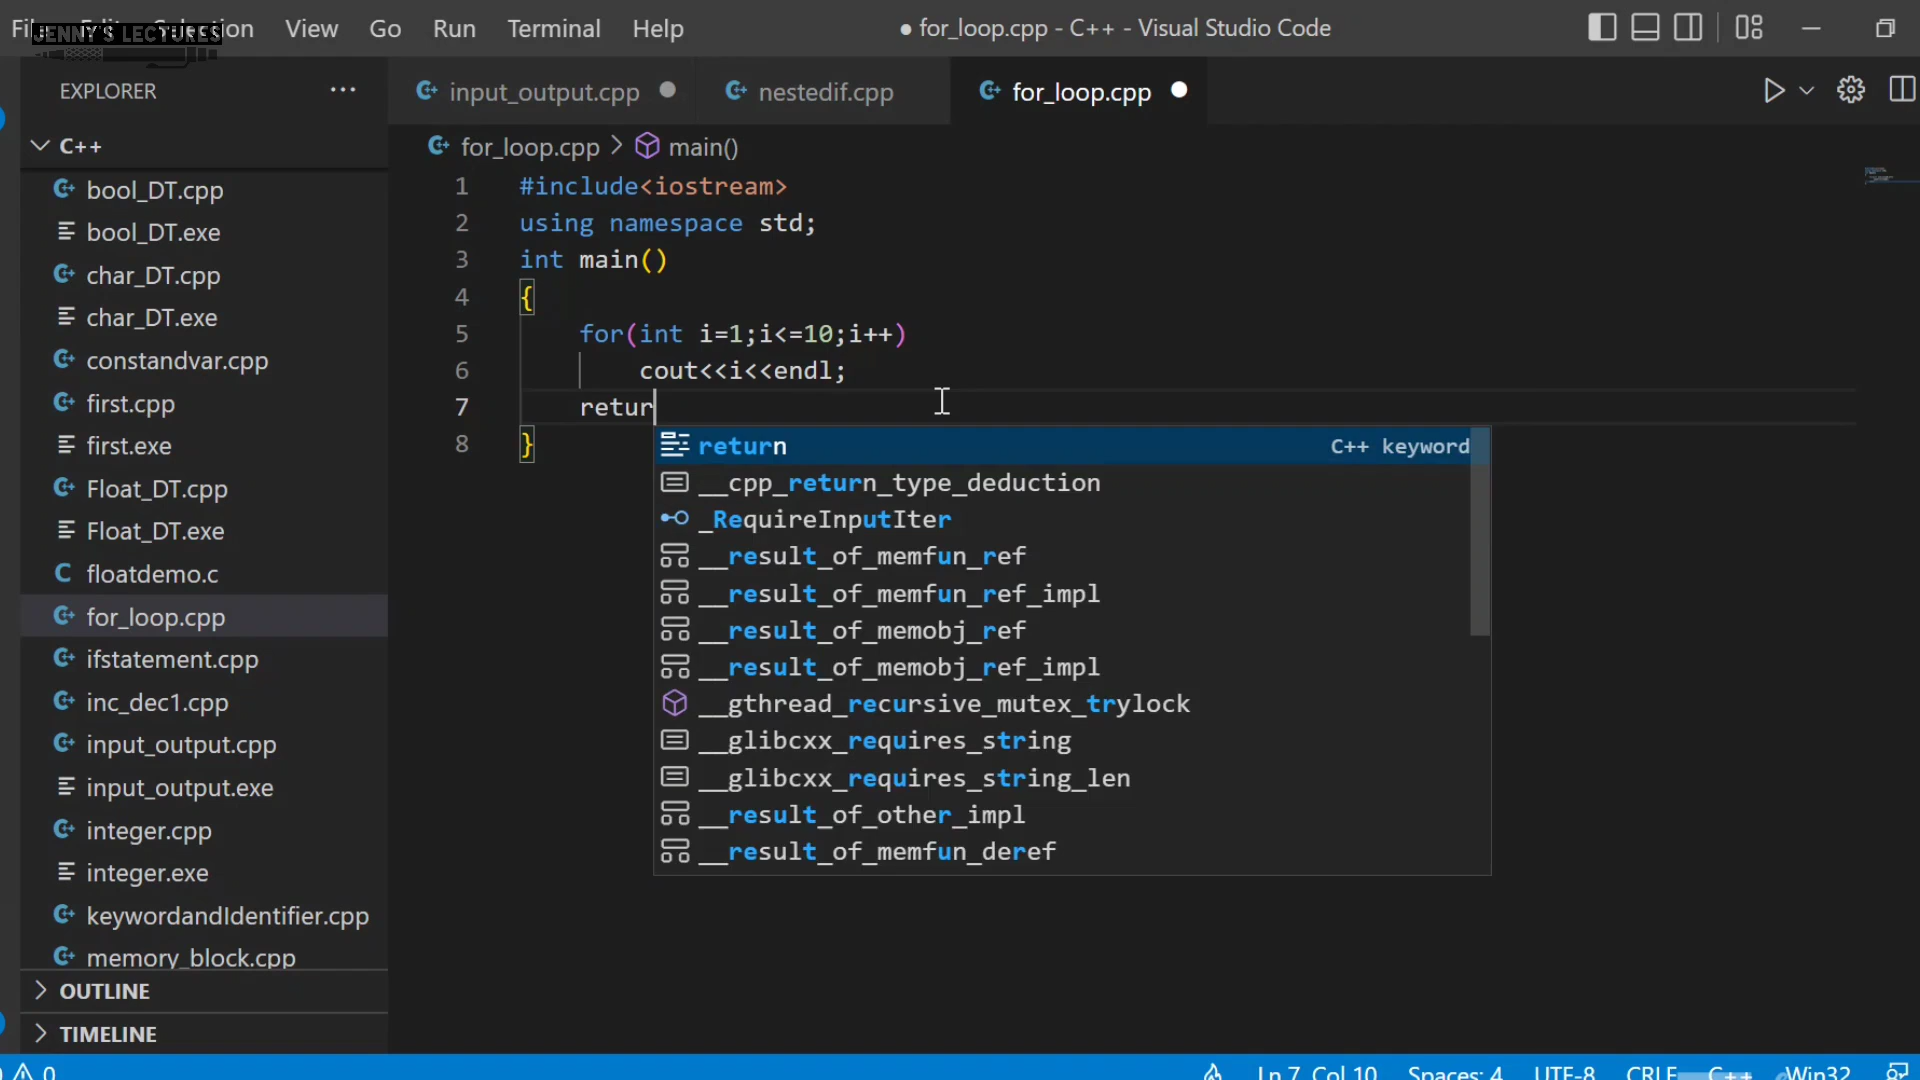 File Edit Selection View Go Run Terminal Help
JENNY'S LECTURES
● for_loop.cpp - C++ - Visual Studio Code
EXPLORER ...
input_output.cpp
nestedif.cpp
for_loop.cpp
C++
for_loop.cpp > main()
bool_DT.cpp
bool_DT.exe
char_DT.cpp
char_DT.exe
constandvar.cpp
first.cpp
first.exe
Float_DT.cpp
Float_DT.exe
floatdemo.c
for_loop.cpp
ifstatement.cpp
inc_dec1.cpp
input_output.cpp
input_output.exe
integer.cpp
integer.exe
keywordandIdentifier.cpp
memory_block.cpp
OUTLINE
TIMELINE
1 #include<iostream>
2 using namespace std;
3 int main()
4 {
5 for(int i=1;i<=10;i++)
6 cout<<i<<endl;
7 retur
8 }
return C++ keyword
__cpp_return_type_deduction
_RequireInputIter
__result_of_memfun_ref
__result_of_memfun_ref_impl
__result_of_memobj_ref
__result_of_memobj_ref_impl
__gthread_recursive_mutex_trylock
__glibcxx_requires_string
__glibcxx_requires_string_len
__result_of_other_impl
__result_of_memfun_deref
0 Ln 7, Col 10 Spaces: 4 UTF-8 CRLF C++ Win32